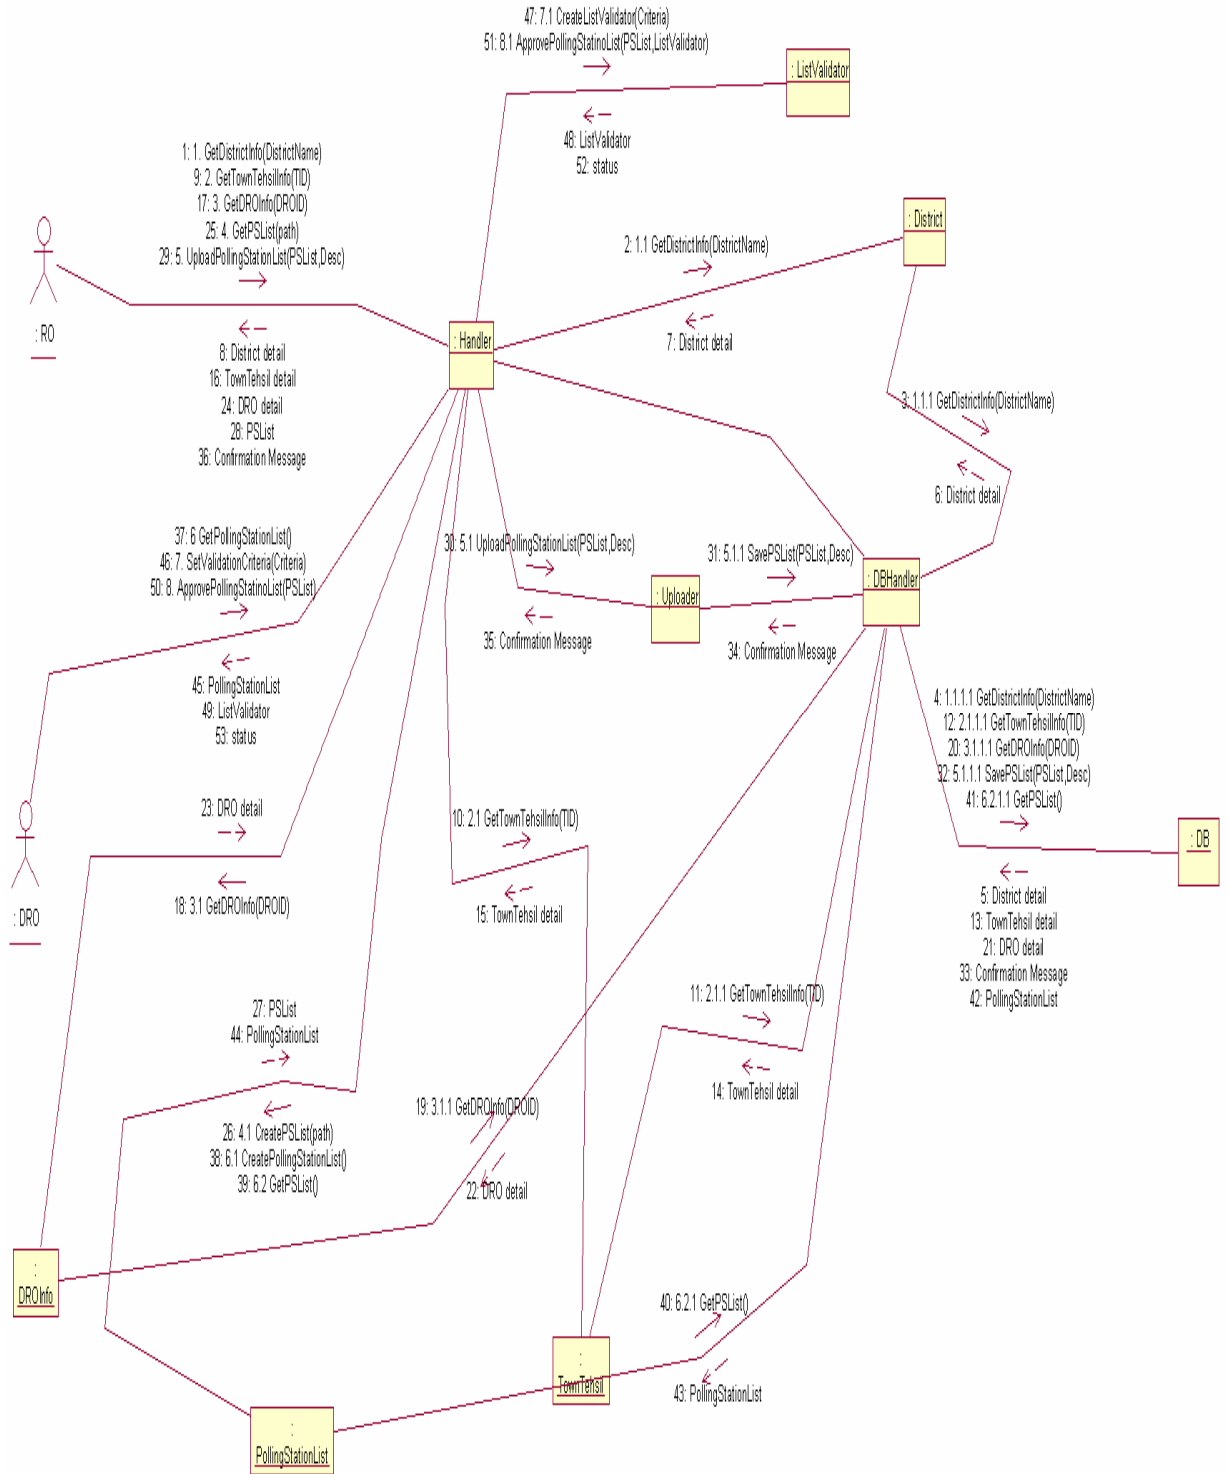 47: 7.1 CreateListValidator(Criteria)
51: 8.1 ApprovePollingStatinoList(PSList,ListValidator)
: ListValidator
48: ListValidator
52: status
1: 1. GetDistrictInfo(DistrictName)
9: 2. GetTownTehsilInfo(TID)
17: 3. GetDROInfo(DROID)
25: 4. GetPSList(path)
29: 5. UploadPollingStationList(PSList,Desc)
: RO
8: District detail
16: TownTehsil detail
24: DRO detail
28: PSList
36: Confirmation Message
: District
2: 1.1 GetDistrictInfo(DistrictName)
7: District detail
: Handler
3: 1.1.1 GetDistrictInfo(DistrictName)
6: District detail
37: 6 GetPollingStationList()
46: 7. SetValidationCriteria(Criteria)
50: 8. ApprovePollingStatinoList(PSList)
45: PollingStationList
49: ListValidator
53: status
30: 5.1 UploadPollingStationList(PSList,Desc)
35: Confirmation Message
: Uploader
31: 5.1.1 SavePSList(PSList,Desc)
34: Confirmation Message
: DBHandler
4: 1.1.1.1 GetDistrictInfo(DistrictName)
12: 2.1.1.1 GetTownTehsilInfo(TID)
20: 3.1.1.1 GetDROInfo(DROID)
32: 5.1.1.1 SavePSList(PSList,Desc)
41: 6.2.1.1 GetPSList()
: DB
5: District detail
13: TownTehsil detail
21: DRO detail
33: Confirmation Message
42: PollingStationList
: DRO
23: DRO detail
18: 3.1 GetDROInfo(DROID)
10: 2.1 GetTownTehsilInfo(TID)
15: TownTehsil detail
11: 2.1.1 GetTownTehsilInfo(TID)
14: TownTehsil detail
27: PSList
44: PollingStationList
26: 4.1 CreatePSList(path)
38: 6.1 CreatePollingStationList()
39: 6.2 GetPSList()
19: 3.1.1 GetDROInfo(DROID)
22: DRO detail
:
DROInfo
40: 6.2.1 GetPSList()
43: PollingStationList
:
TownTehsil
:
PollingStationList